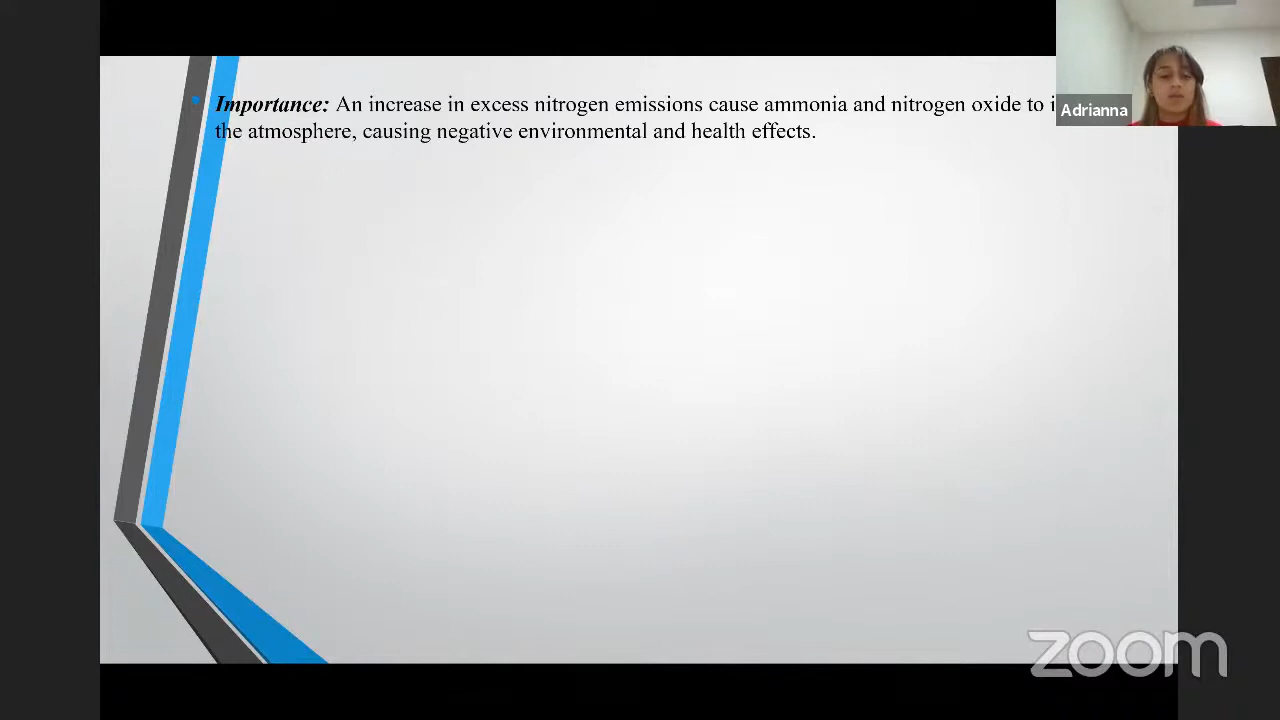 Importance: An increase in excess nitrogen emissions cause ammonia and nitrogen oxide to
the atmosphere, causing negative environmental and health effects.
Adrianna
zoom